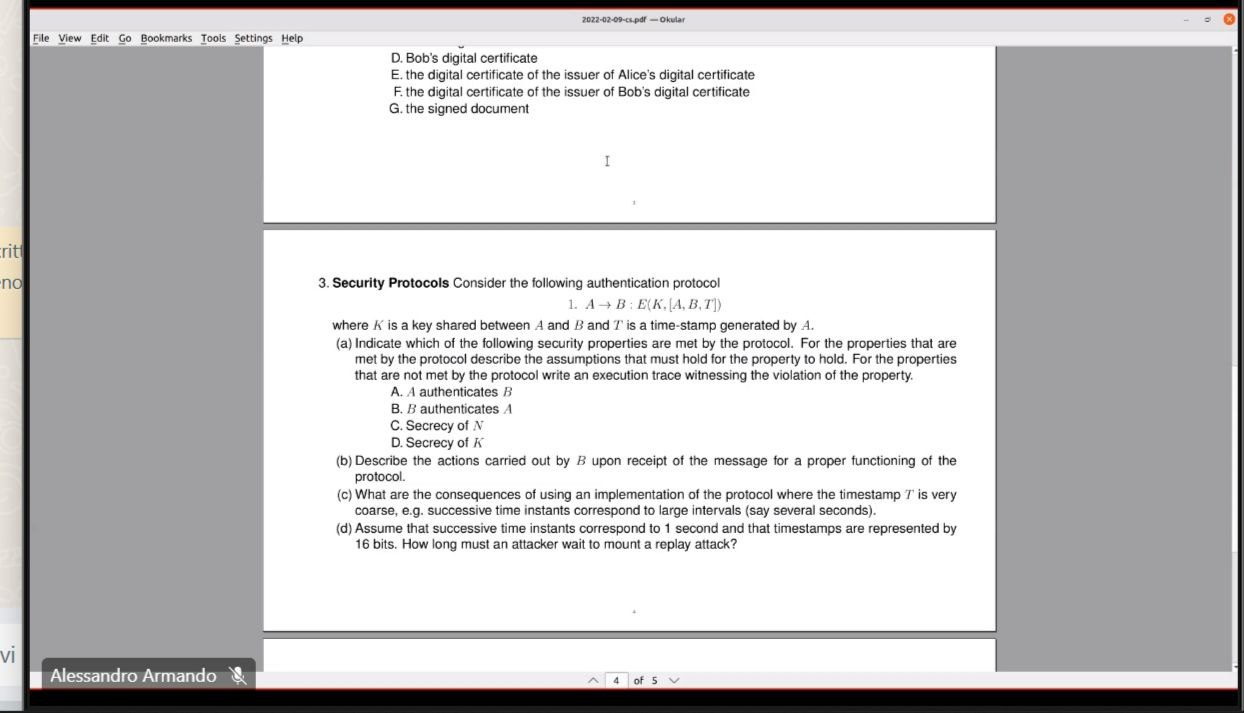 2022-02-09-cs.pdf — Okular
File View Edit Go Bookmarks Tools Settings Help
D. Bob's digital certificate
E. the digital certificate of the issuer of Alice's digital certificate
F. the digital certificate of the issuer of Bob's digital certificate
G. the signed document
3. Security Protocols Consider the following authentication protocol
1. A → B : E(K, [A, B, T])
where K is a key shared between A and B and T is a time-stamp generated by A.
(a) Indicate which of the following security properties are met by the protocol. For the properties that are
met by the protocol describe the assumptions that must hold for the property to hold. For the properties
that are not met by the protocol write an execution trace witnessing the violation of the property.
A. A authenticates B
B. B authenticates A
C. Secrecy of N
D. Secrecy of K
(b) Describe the actions carried out by B upon receipt of the message for a proper functioning of the
protocol.
(c) What are the consequences of using an implementation of the protocol where the timestamp T is very
coarse, e.g. successive time instants correspond to large intervals (say several seconds).
(d) Assume that successive time instants correspond to 1 second and that timestamps are represented by
16 bits. How long must an attacker wait to mount a replay attack?
vi
Alessandro Armando
4 of 5